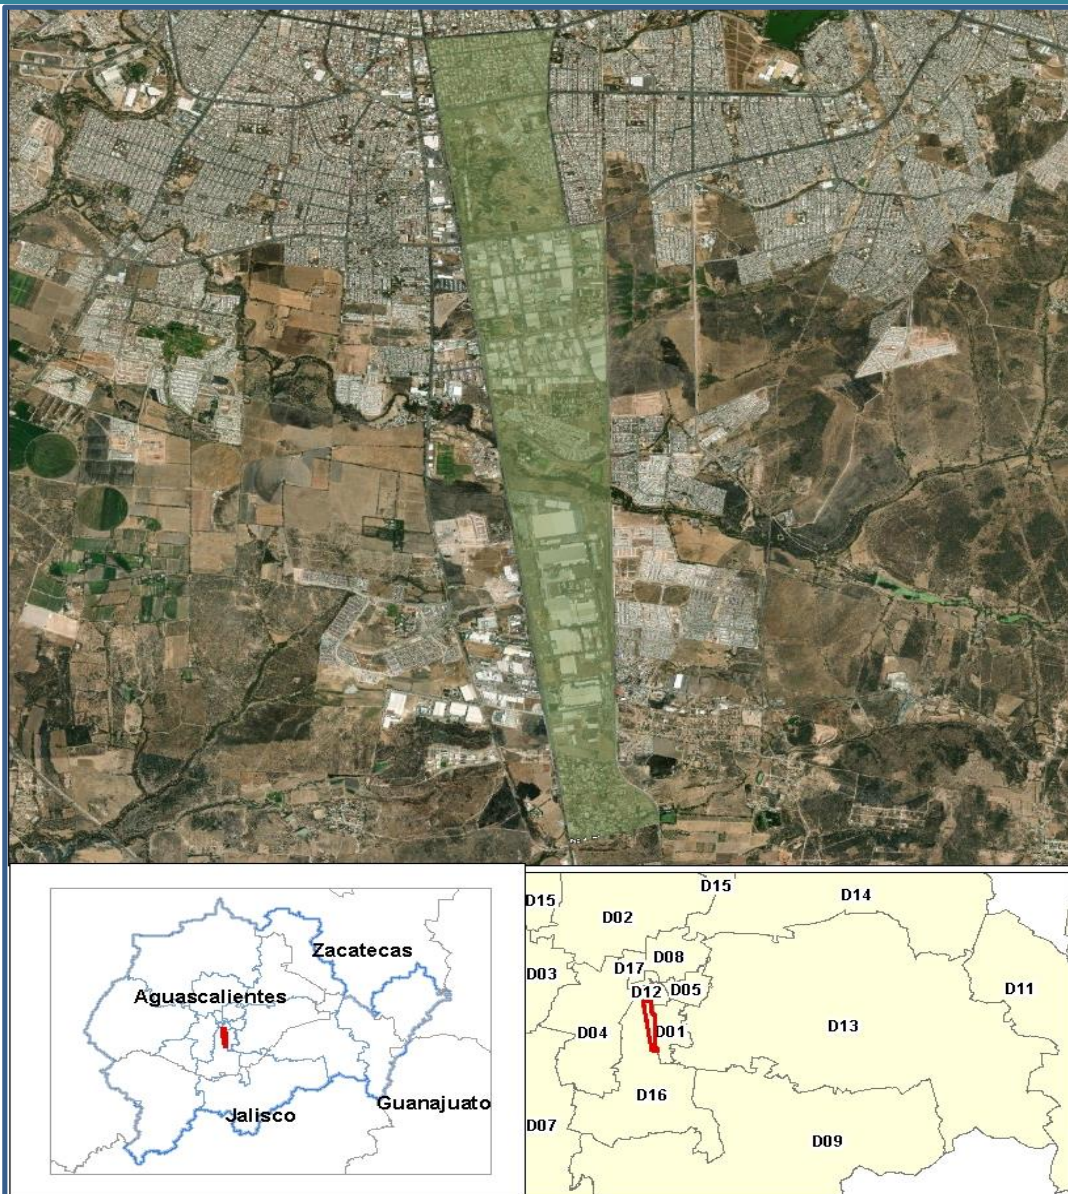 Zacatecas
Aguascalientes
Jalisco
Guanajuato
D15
D15
D14
D02
D08
D17
D03
D12
D05
D11
D04
D01
D13
D16
D07
D09